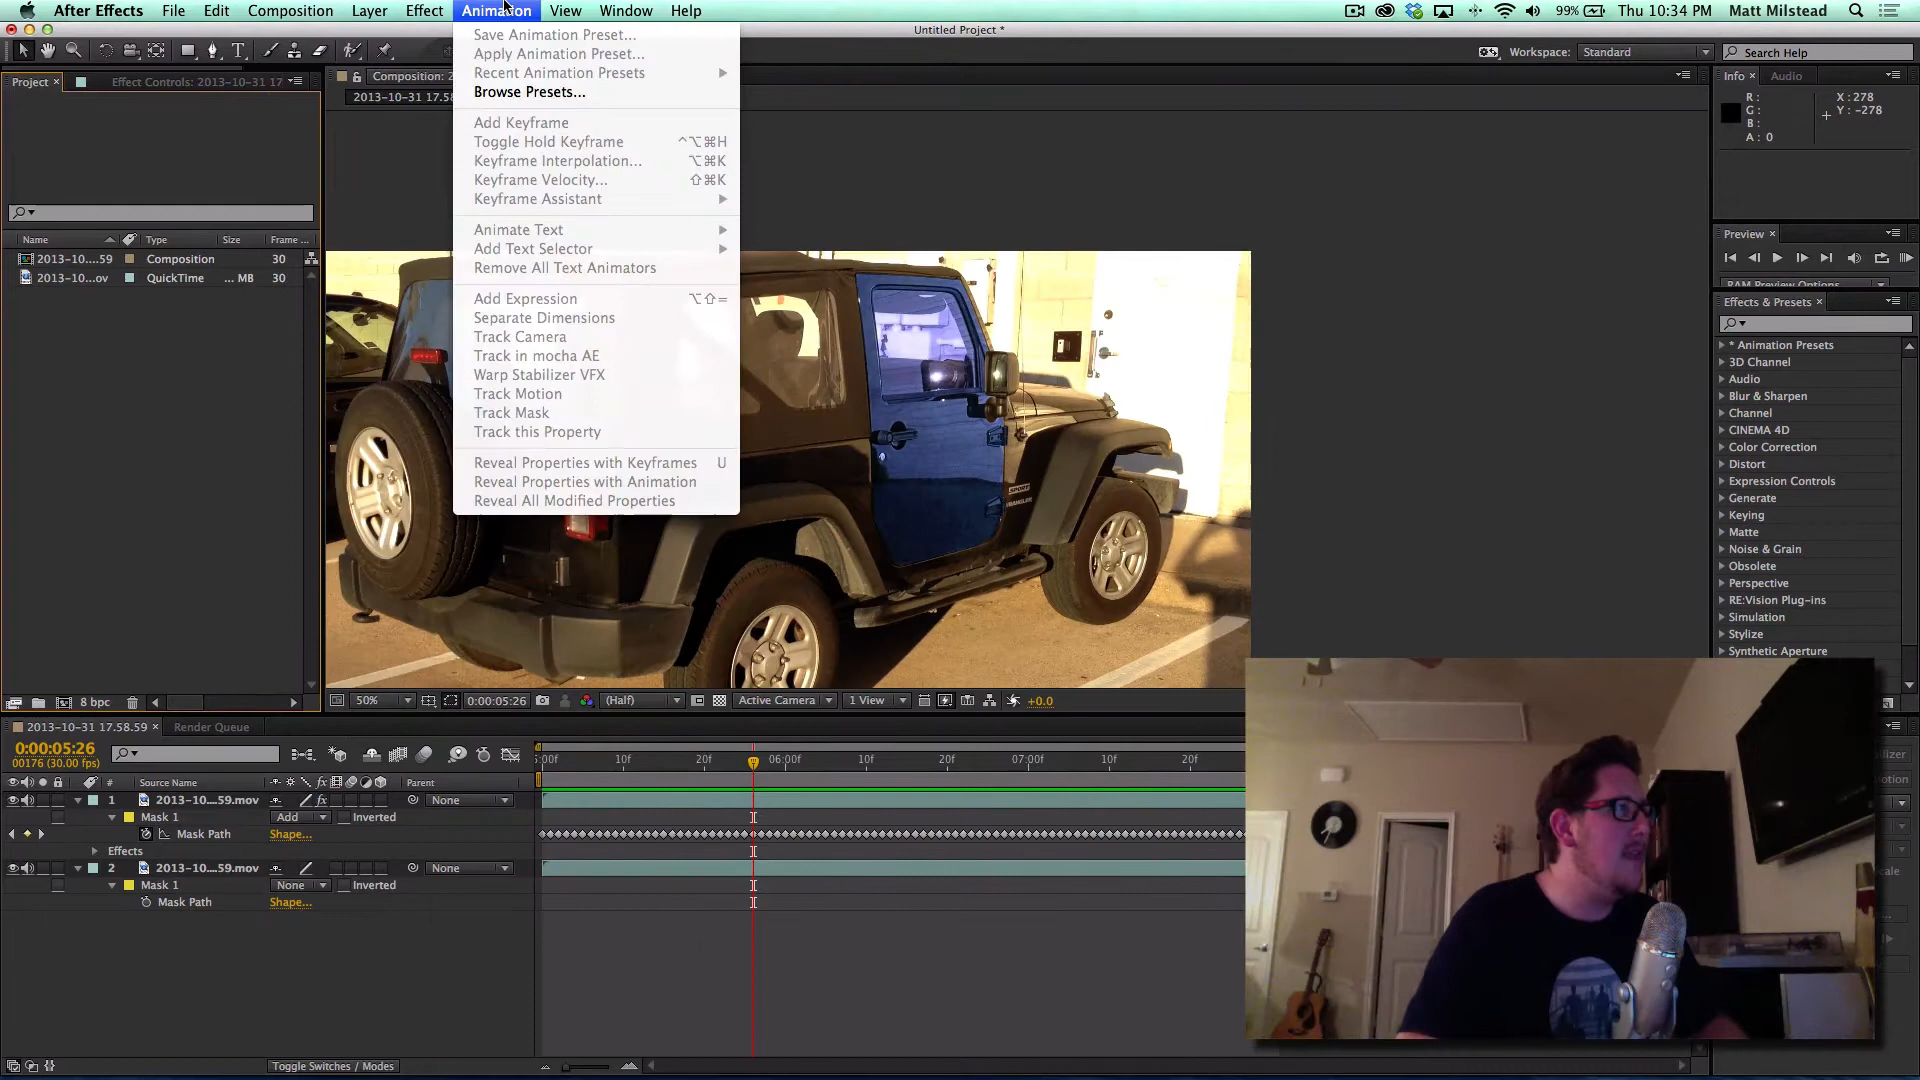 After Effects File Edit Composition Layer Effect Animation View Window Help 99% Thu 10:34 PM Matt Milstead
Untitled Project *
Workspace: Standard Search Help
Project × Effect Controls: 2013-10-31 17
Composition: 2
2013-10-31 17.58
Save Animation Preset...
Apply Animation Preset...
Recent Animation Presets
Browse Presets...
Add Keyframe
Toggle Hold Keyframe ^⌥⌘H
Keyframe Interpolation... ⌥⌘K
Keyframe Velocity... ⇧⌘K
Keyframe Assistant
Animate Text
Add Text Selector
Remove All Text Animators
Add Expression ⌥⇧=
Separate Dimensions
Track Camera
Track in mocha AE
Warp Stabilizer VFX
Track Motion
Track Mask
Track this Property
Reveal Properties with Keyframes U
Reveal Properties with Animation
Reveal All Modified Properties
Name Type Size Frame ...
2013-10....59 Composition 30
2013-10...ov QuickTime ... MB 30
8 bpc
SPORT
WRANGLER
50% 0:00:05:26 (Half) Active Camera 1 View +0.0
Info × Audio
R: X: 278
G: Y: -278
B:
A: 0
Preview ×
RAM Preview Options
Effects & Presets ×
* Animation Presets
3D Channel
Audio
Blur & Sharpen
Channel
CINEMA 4D
Color Correction
Distort
Expression Controls
Generate
Keying
Matte
Noise & Grain
Obsolete
Perspective
RE:Vision Plug-ins
Simulation
Stylize
Synthetic Aperture
2013-10-31 17.58.59 × Render Queue
0:00:05:26
00176 (30.00 fps)
5:00f 10f 20f 06:00f 10f 20f 07:00f 10f 20f
# Source Name fx Parent
1 2013-10....59.mov fx None
Mask 1 Add Inverted
Mask Path Shape...
Effects
2 2013-10....59.mov None
Mask 1 None Inverted
Mask Path Shape...
Toggle Switches / Modes